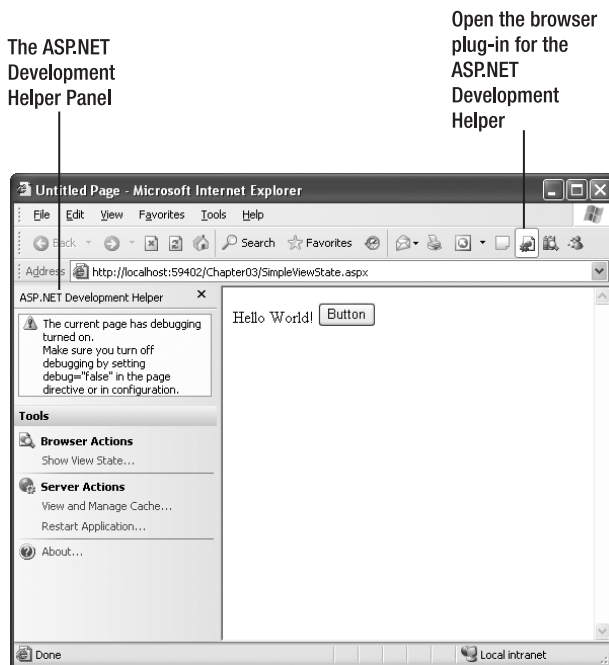 The ASP.NET
Development
Helper Panel
Open the browser
plug-in for the
ASP.NET
Development
Helper
Untitled Page - Microsoft Internet Explorer
File Edit View Favorites Tools Help
Back Search Favorites
Address http://localhost:59402/Chapter03/SimpleViewState.aspx
ASP.NET Development Helper
The current page has debugging
turned on.
Make sure you turn off
debugging by setting
debug="false" in the page
directive or in configuration.
Tools
Browser Actions
Show View State...
Server Actions
View and Manage Cache...
Restart Application...
About...
Hello World! Button
Done Local intranet